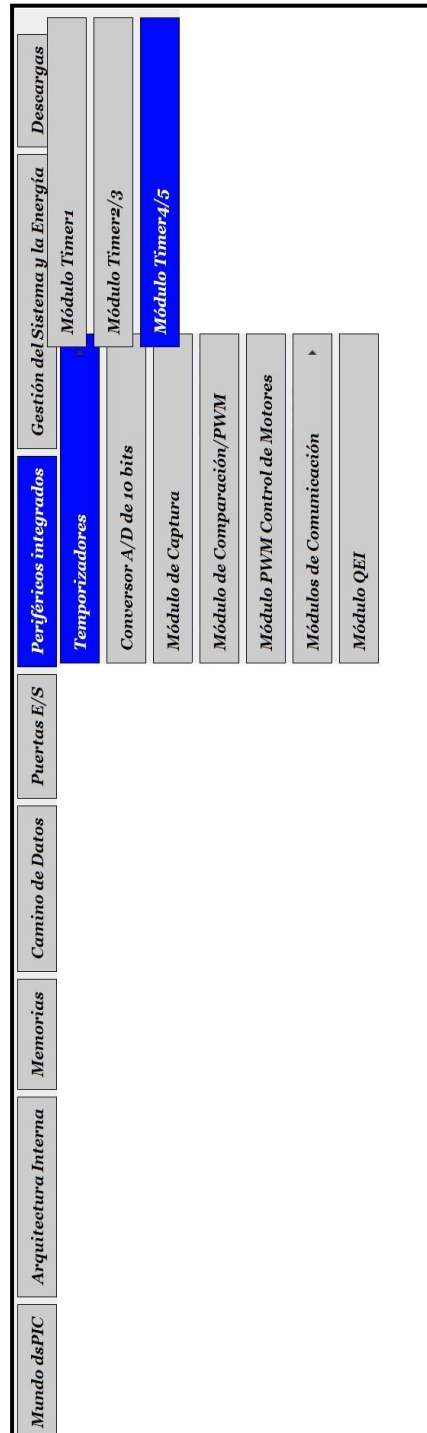 Mundo dsPIC
Arquitectura Interna
Memorias
Camino de Datos
Puertas E/S
Periféricos integrados
Gestión del Sistema y la Energía
Descargas
Temporizadores
Módulo Timer1
Conversor A/D de 10 bits
Módulo Timer2/3
Módulo de Captura
Módulo Timer4/5
Módulo de Comparación/PWM
Módulo PWM Control de Motores
Módulos de Comunicación
Módulo QEI